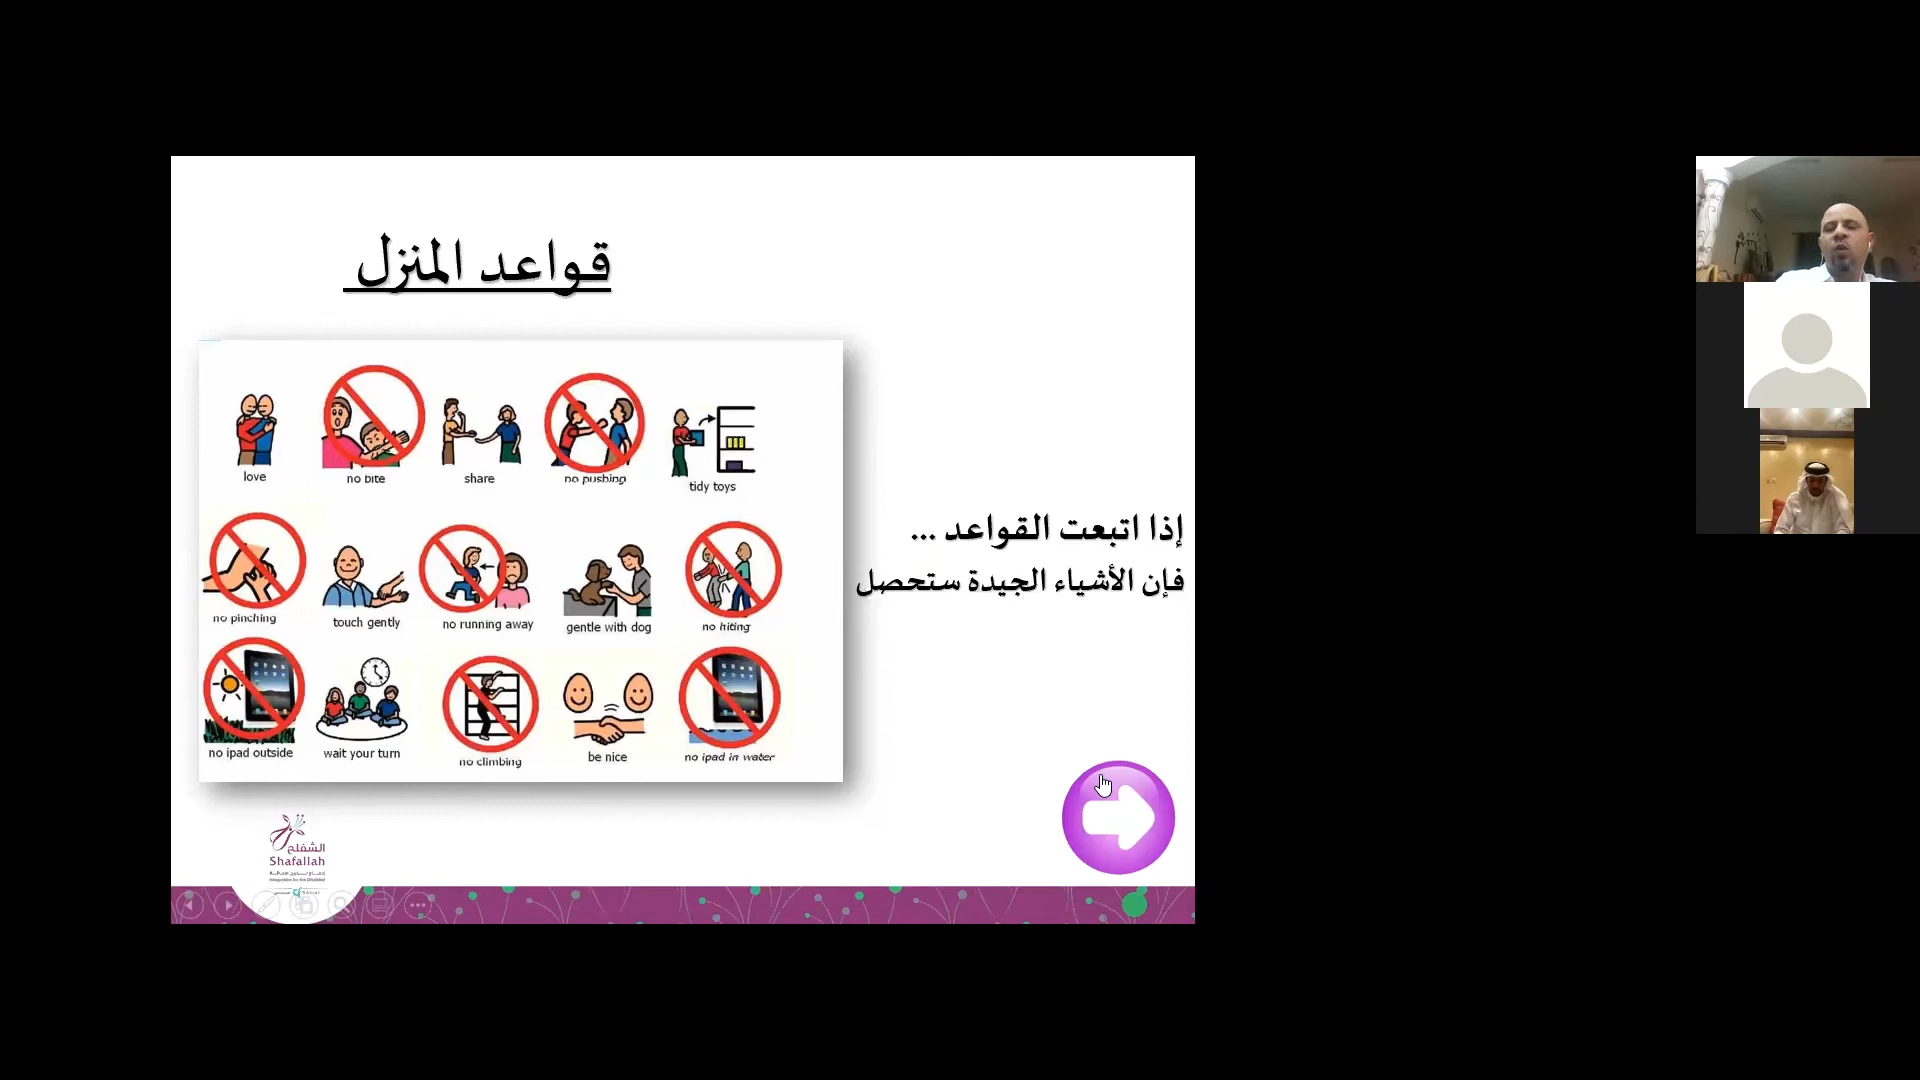 قواعد المنزل
love
no bite
share
no pushing
tidy toys
no pinching
touch gently
no running away
gentle with dog
no hiting
no ipad outside
wait your turn
no climbing
be nice
no ipad in water
إذا اتبعت القواعد ...
فإن الأشياء الجيدة ستحصل
الشفلح
Shafallah